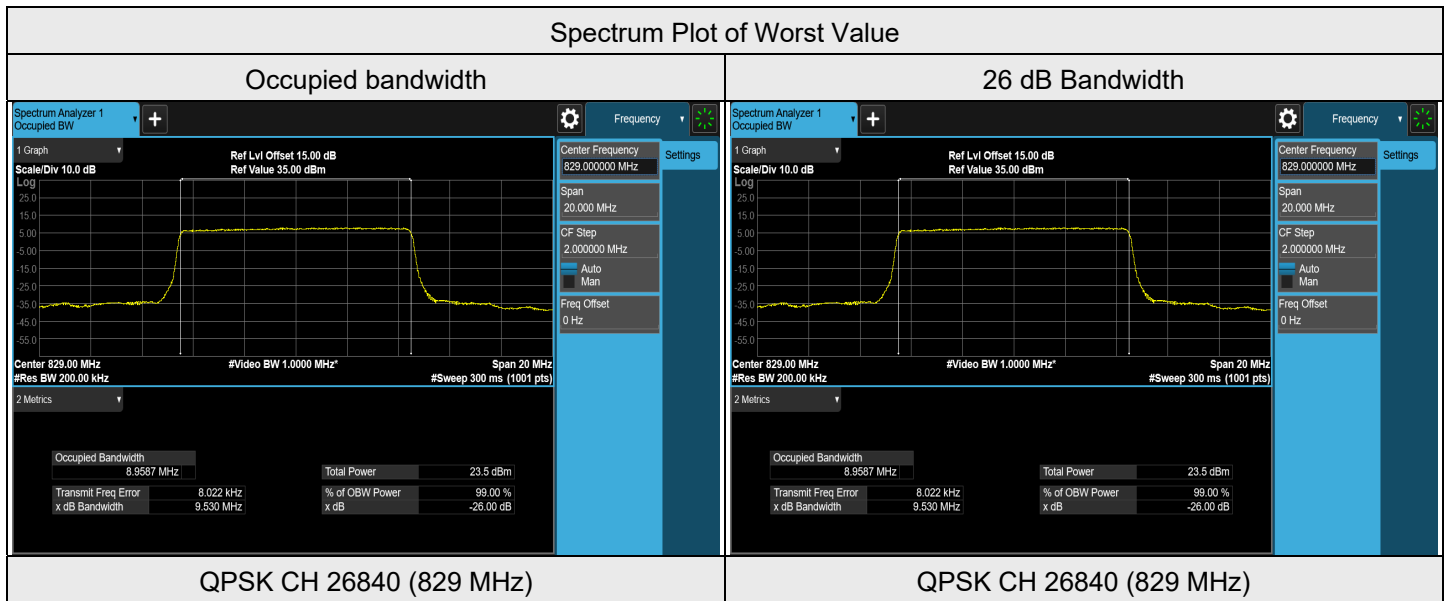 Spectrum Plot of Worst Value
Occupied bandwidth
26 dB Bandwidth
Spectrum Analyzer 1
Occupied BW
+
Frequency
1 Graph
Ref Lvl Offset 15.00 dB
Scale/Div 10.0 dB
Ref Value 35.00 dBm
Log
25.0
15.0
5.00
-5.00
-15.0
-25.0
-35.0
-45.0
-55.0
Center 829.00 MHz
#Video BW 1.0000 MHz*
Span 20 MHz
#Res BW 200.00 kHz
#Sweep 300 ms (1001 pts)
Center Frequency
829.000000 MHz
Settings
Span
20.000 MHz
CF Step
2.000000 MHz
Auto
Man
Freq Offset
0 Hz
2 Metrics
Occupied Bandwidth
8.9587 MHz
Total Power 23.5 dBm
Transmit Freq Error 8.022 kHz % of OBW Power 99.00 %
x dB Bandwidth 9.530 MHz x dB -26.00 dB
Spectrum Analyzer 1
Occupied BW
+
Frequency
1 Graph
Ref Lvl Offset 15.00 dB
Scale/Div 10.0 dB
Ref Value 35.00 dBm
Log
25.0
15.0
5.00
-5.00
-15.0
-25.0
-35.0
-45.0
-55.0
Center 829.00 MHz
#Video BW 1.0000 MHz*
Span 20 MHz
#Res BW 200.00 kHz
#Sweep 300 ms (1001 pts)
Center Frequency
829.000000 MHz
Settings
Span
20.000 MHz
CF Step
2.000000 MHz
Auto
Man
Freq Offset
0 Hz
2 Metrics
Occupied Bandwidth
8.9587 MHz
Total Power 23.5 dBm
Transmit Freq Error 8.022 kHz % of OBW Power 99.00 %
x dB Bandwidth 9.530 MHz x dB -26.00 dB
QPSK CH 26840 (829 MHz)
QPSK CH 26840 (829 MHz)